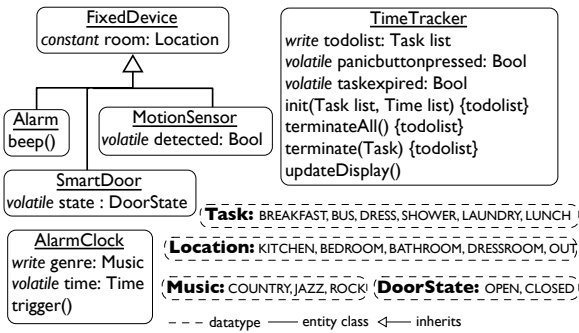 FixedDevice
constant room: Location
Alarm
beep()
MotionSensor
volatile detected: Bool
SmartDoor
volatile state : DoorState
AlarmClock
write genre: Music
volatile time: Time
trigger()
TimeTracker
write todolist: Task list
volatile panicbuttonpressed: Bool
volatile taskexpired: Bool
init(Task list, Time list) {todolist}
terminateAll() {todolist}
terminate(Task) {todolist}
updateDisplay()
Task: BREAKFAST, BUS, DRESS, SHOWER, LAUNDRY, LUNCH
Location: KITCHEN, BEDROOM, BATHROOM, DRESSROOM, OUT
Music: COUNTRY, JAZZ, ROCK
DoorState: OPEN, CLOSED
datatype entity class inherits